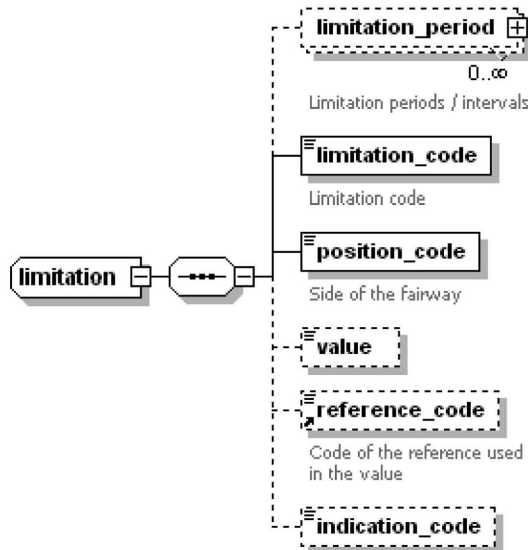 limitation_period
0..∞
Limitation periods / intervals
limitation_code
Limitation code
limitation
position_code
Side of the fairway
value
reference_code
Code of the reference used
in the value
indication_code